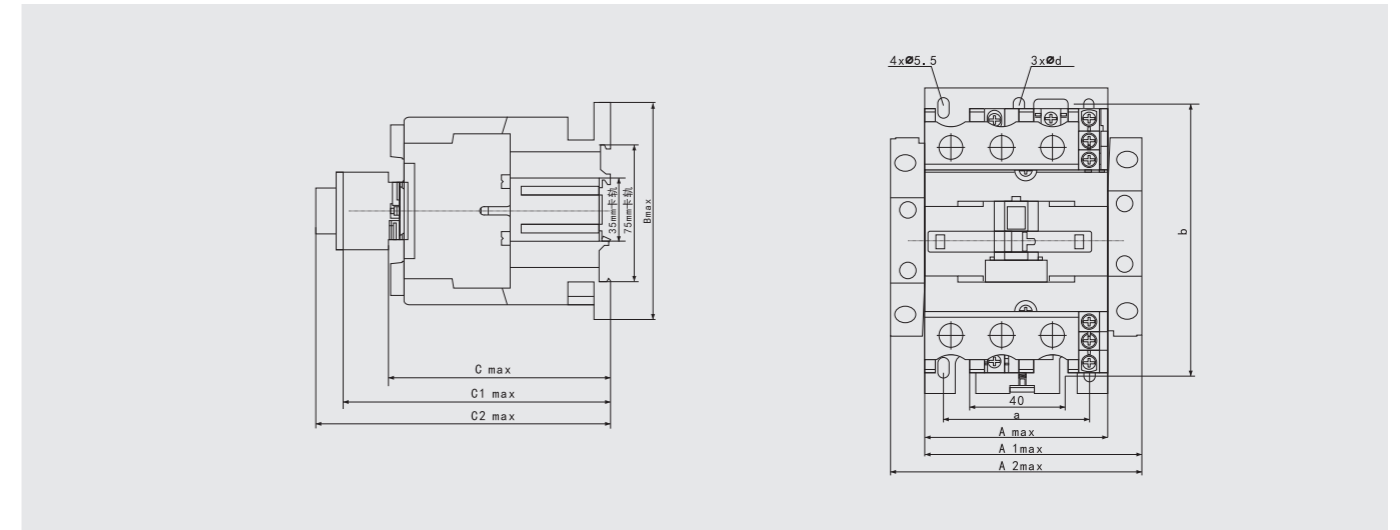 35mm卡轨
75mm卡轨
Bmax
C max
C1 max
C2 max
4xØ5.5
3xØd
b
40
a
A max
A 1max
A 2max